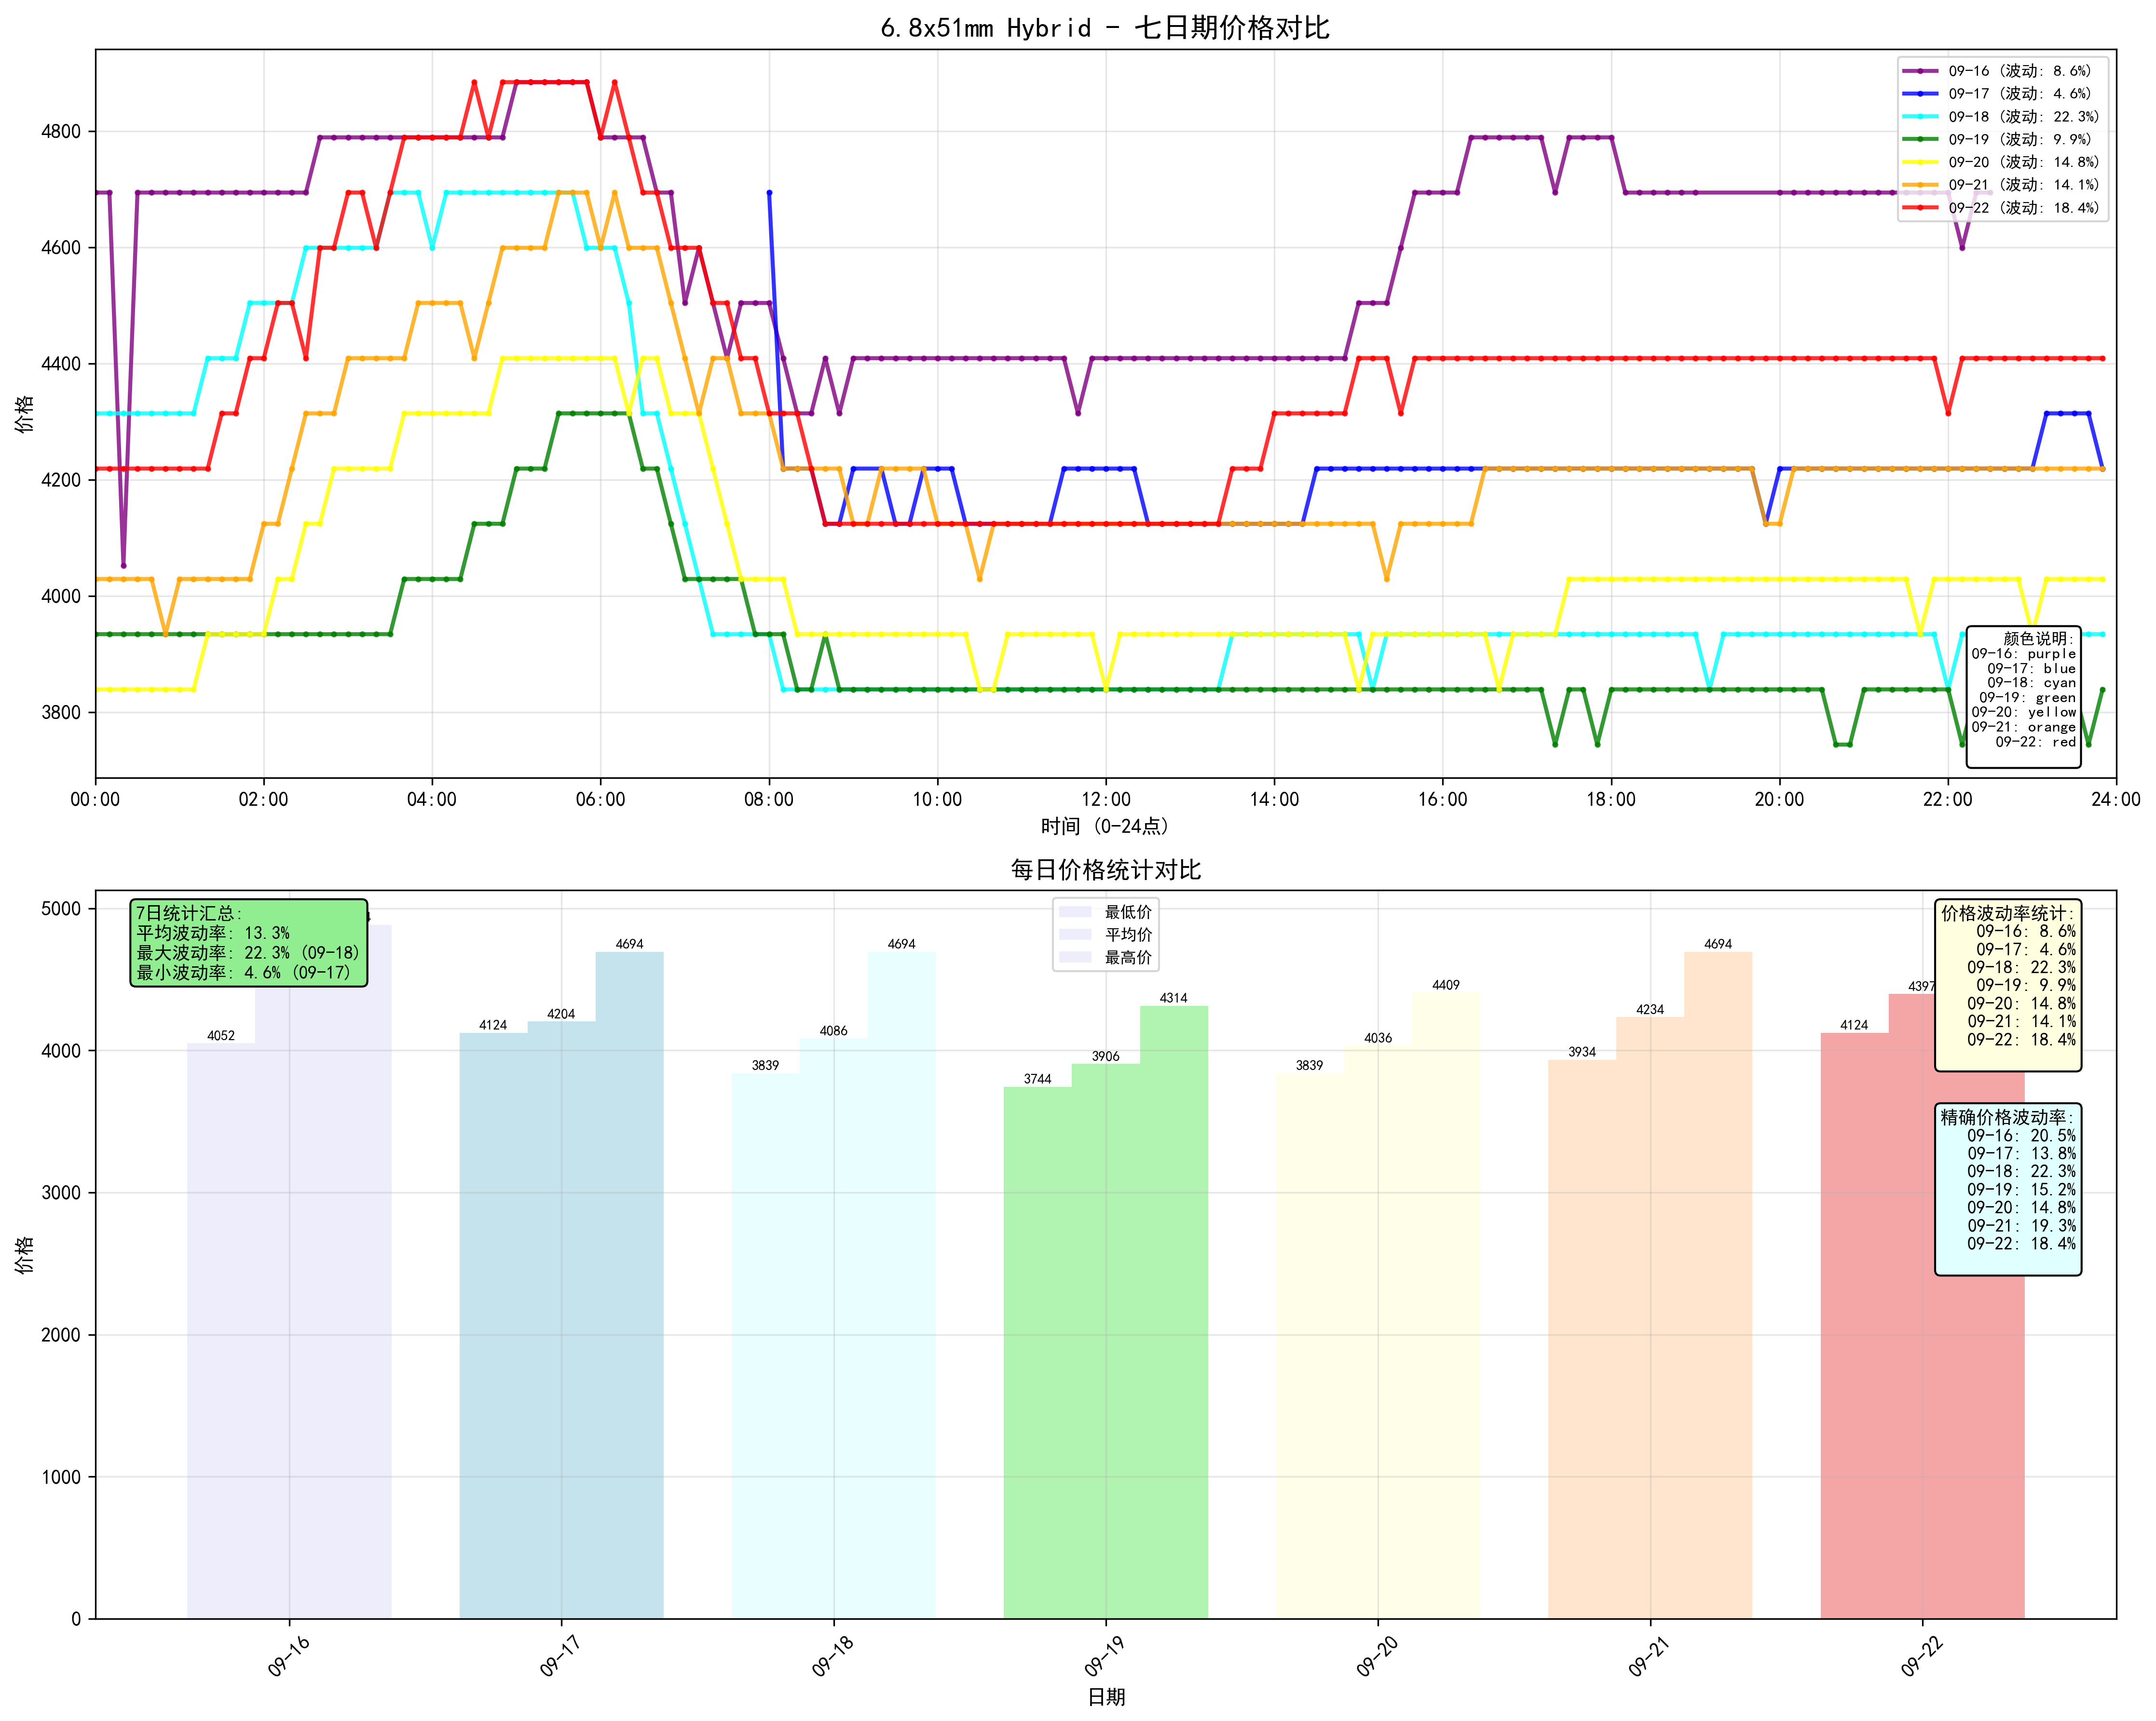 6.8x51mm Hybrid - 七日期价格对比
价格
4800
4600
4400
4200
4000
3800
09-16 (波动: 8.6%)
09-17 (波动: 4.6%)
09-18 (波动: 22.3%)
09-19 (波动: 9.9%)
09-20 (波动: 14.8%)
09-21 (波动: 14.1%)
09-22 (波动: 18.4%)
颜色说明:
09-16: purple
09-17: blue
09-18: cyan
09-19: green
09-20: yellow
09-21: orange
09-22: red
00:00 02:00 04:00 06:00 08:00 10:00 12:00 14:00 16:00 18:00 20:00 22:00 24:00
时间 (0-24点)
每日价格统计对比
价格
5000
4000
3000
2000
1000
0
7日统计汇总:
平均波动率: 13.3%
最大波动率: 22.3% (09-18)
最小波动率: 4.6% (09-17)
最低价
平均价
最高价
价格波动率统计:
09-16: 8.6%
09-17: 4.6%
09-18: 22.3%
09-19: 9.9%
09-20: 14.8%
09-21: 14.1%
09-22: 18.4%
精确价格波动率:
09-16: 20.5%
09-17: 13.8%
09-18: 22.3%
09-19: 15.2%
09-20: 14.8%
09-21: 19.3%
09-22: 18.4%
4052
4124 4204 4694
3839 4086 4694
3744 3906 4314
3839 4036 4409
3934 4234 4694
4124 4397
09-16 09-17 09-18 09-19 09-20 09-21 09-22
日期